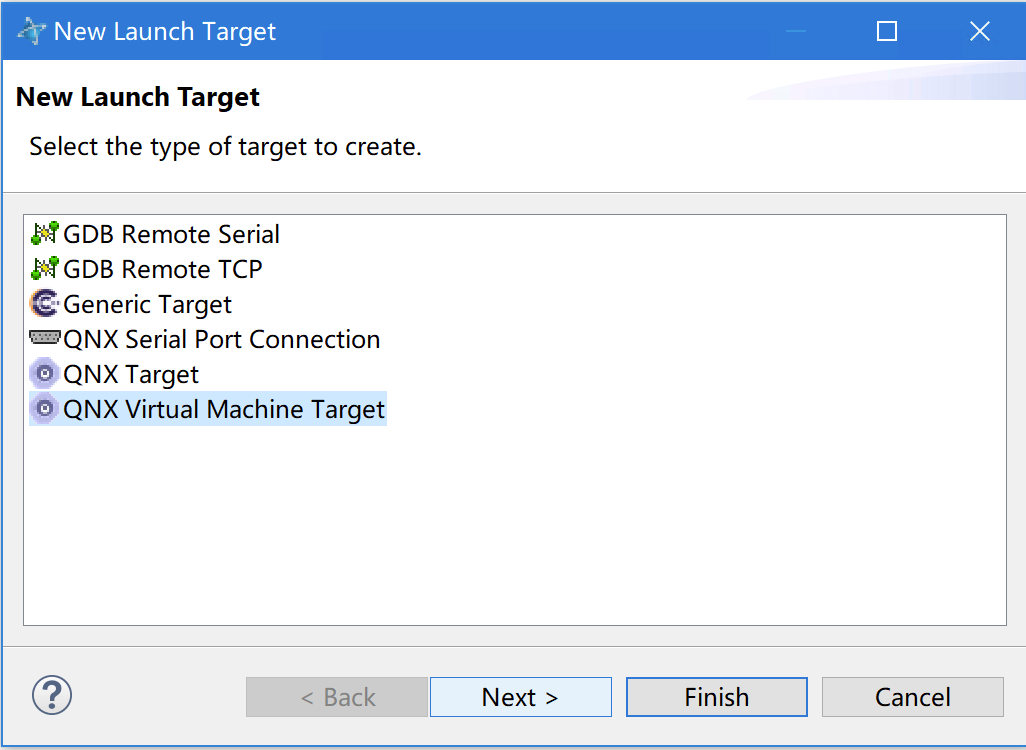 New Launch Target
New Launch Target
Select the type of target to create.
GDB Remote Serial
GDB Remote TCP
Generic Target
QNX Serial Port Connection
QNX Target
QNX Virtual Machine Target
? < Back Next > Finish Cancel